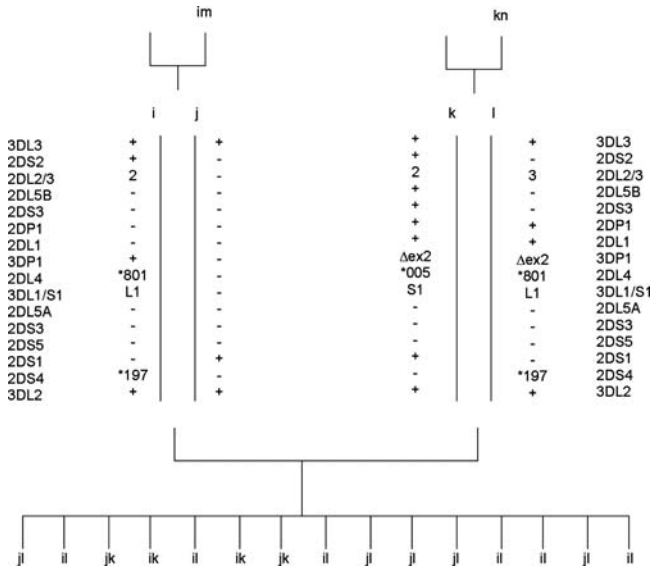 im kn
i j k l
3DL3 + + + + 3DL3
2DS2 + - + - 2DS2
2DL2/3 2 - 2 3 2DL2/3
2DL5B - - + - 2DL5B
2DS3 - - + - 2DS3
2DP1 - - + + 2DP1
2DL1 - - + + 2DL1
3DP1 + - Δex2 Δex2 3DP1
2DL4 *801 - *005 *801 2DL4
3DL1/S1 L1 - S1 L1 3DL1/S1
2DL5A - - - - 2DL5A
2DS3 - - - - 2DS3
2DS5 - - - - 2DS5
2DS1 - + + - 2DS1
2DS4 *197 - - *197 2DS4
3DL2 + + + + 3DL2
jl il jk ik il ik jk il jl jl jl il il jl il